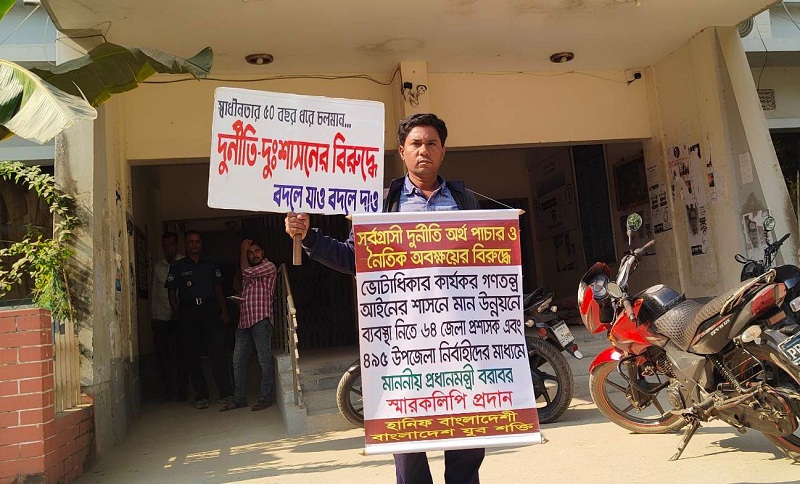 স্বাধীনতার ৫০ বছর ধরে চলমান...
দুর্নীতি-দুঃশাসনের বিরুদ্ধে
বদলে যাও বদলে দাও
সর্বগ্রাসী দুর্নীতি অর্থ পাচার ও
নৈতিক অবক্ষয়ের বিরুদ্ধে
ভোটাধিকার কার্যকর গণতন্ত্র
আইনের শাসনে মান উন্নয়নে
ব্যবস্থা নিতে ৬৪ জেলা প্রশাসক এবং
৪৯৫ উপজেলা নির্বাহীদের মাধ্যমে
মাননীয় প্রধানমন্ত্রী বরাবর
স্মারকলিপি প্রদান
হানিফ বাংলাদেশী
বাংলাদেশ যুব শক্তি